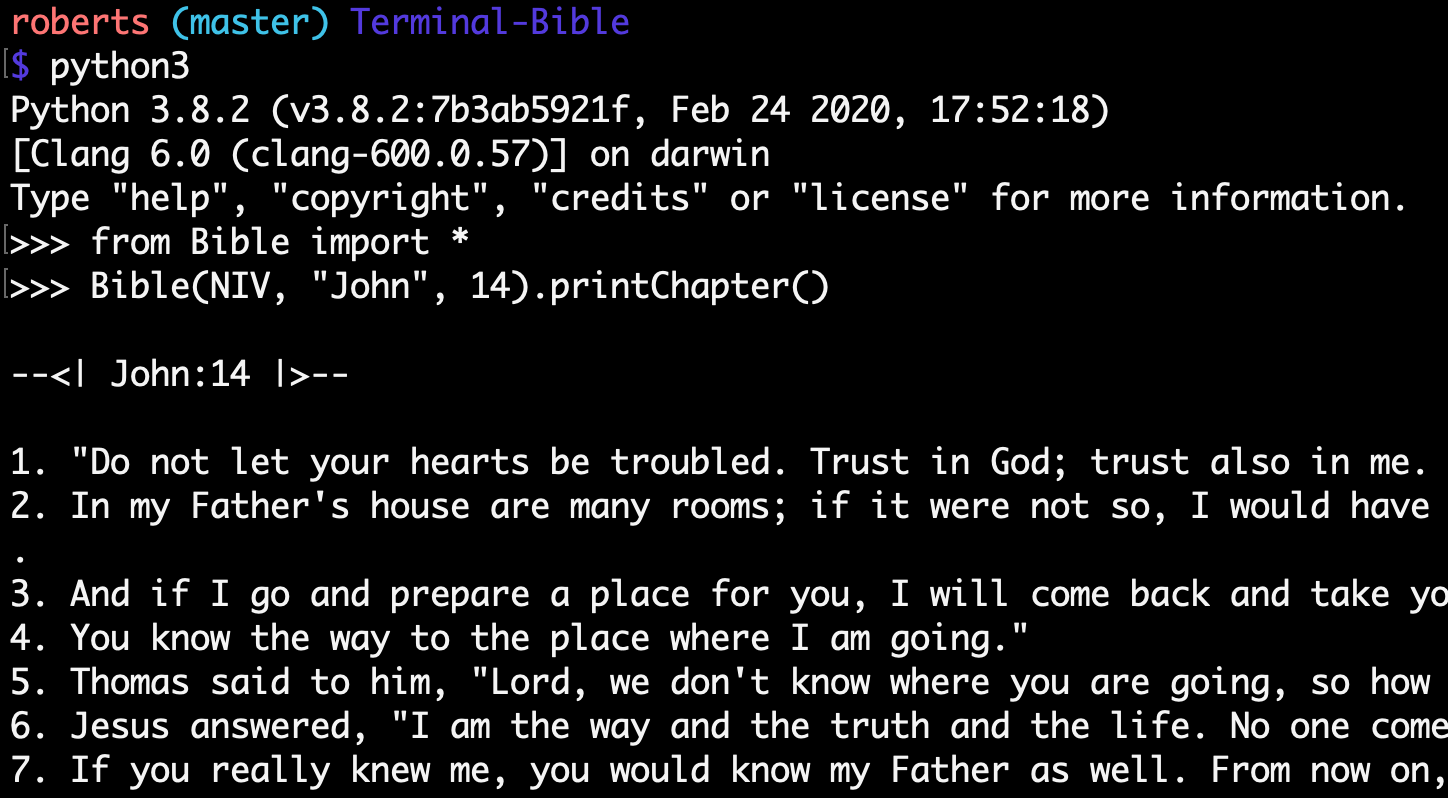 roberts (master) Terminal-Bible
[$ python3
Python 3.8.2 (v3.8.2:7b3ab5921f, Feb 24 2020, 17:52:18)
[Clang 6.0 (clang-600.0.57)] on darwin
Type "help", "copyright", "credits" or "license" for more information.
[>>> from Bible import *
[>>> Bible(NIV, "John", 14).printChapter()
--<| John:14 |>--
1. "Do not let your hearts be troubled. Trust in God; trust also in me.
2. In my Father's house are many rooms; if it were not so, I would have
.
3. And if I go and prepare a place for you, I will come back and take yo
4. You know the way to the place where I am going."
5. Thomas said to him, "Lord, we don't know where you are going, so how
6. Jesus answered, "I am the way and the truth and the life. No one come
7. If you really knew me, you would know my Father as well. From now on,